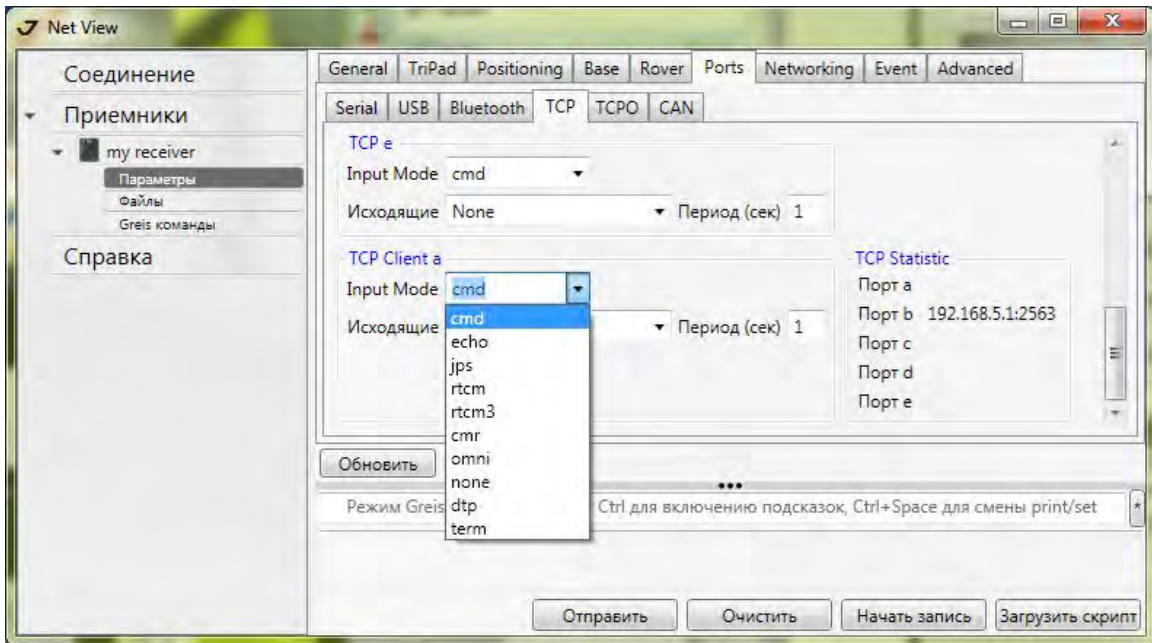 Net View
Соединение
Приемники
my receiver
Параметры
Файлы
Greis команды
Справка
General TriPad Positioning Base Rover Ports Networking Event Advanced
Serial USB Bluetooth TCP TCPO CAN
TCP e
Input Mode cmd
Исходящие None Период (сек) 1
TCP Client a
Input Mode cmd
Исходящие Период (сек) 1
cmd
echo
jps
rtcm
rtcm3
cmr
omni
none
dtp
term
TCP Statistic
Порт a
Порт b 192.168.5.1:2563
Порт c
Порт d
Порт e
Обновить
Режим Greis Ctrl для включению подсказок, Ctrl+Space для смены print/set *
Отправить Очистить Начать запись Загрузить скрипт